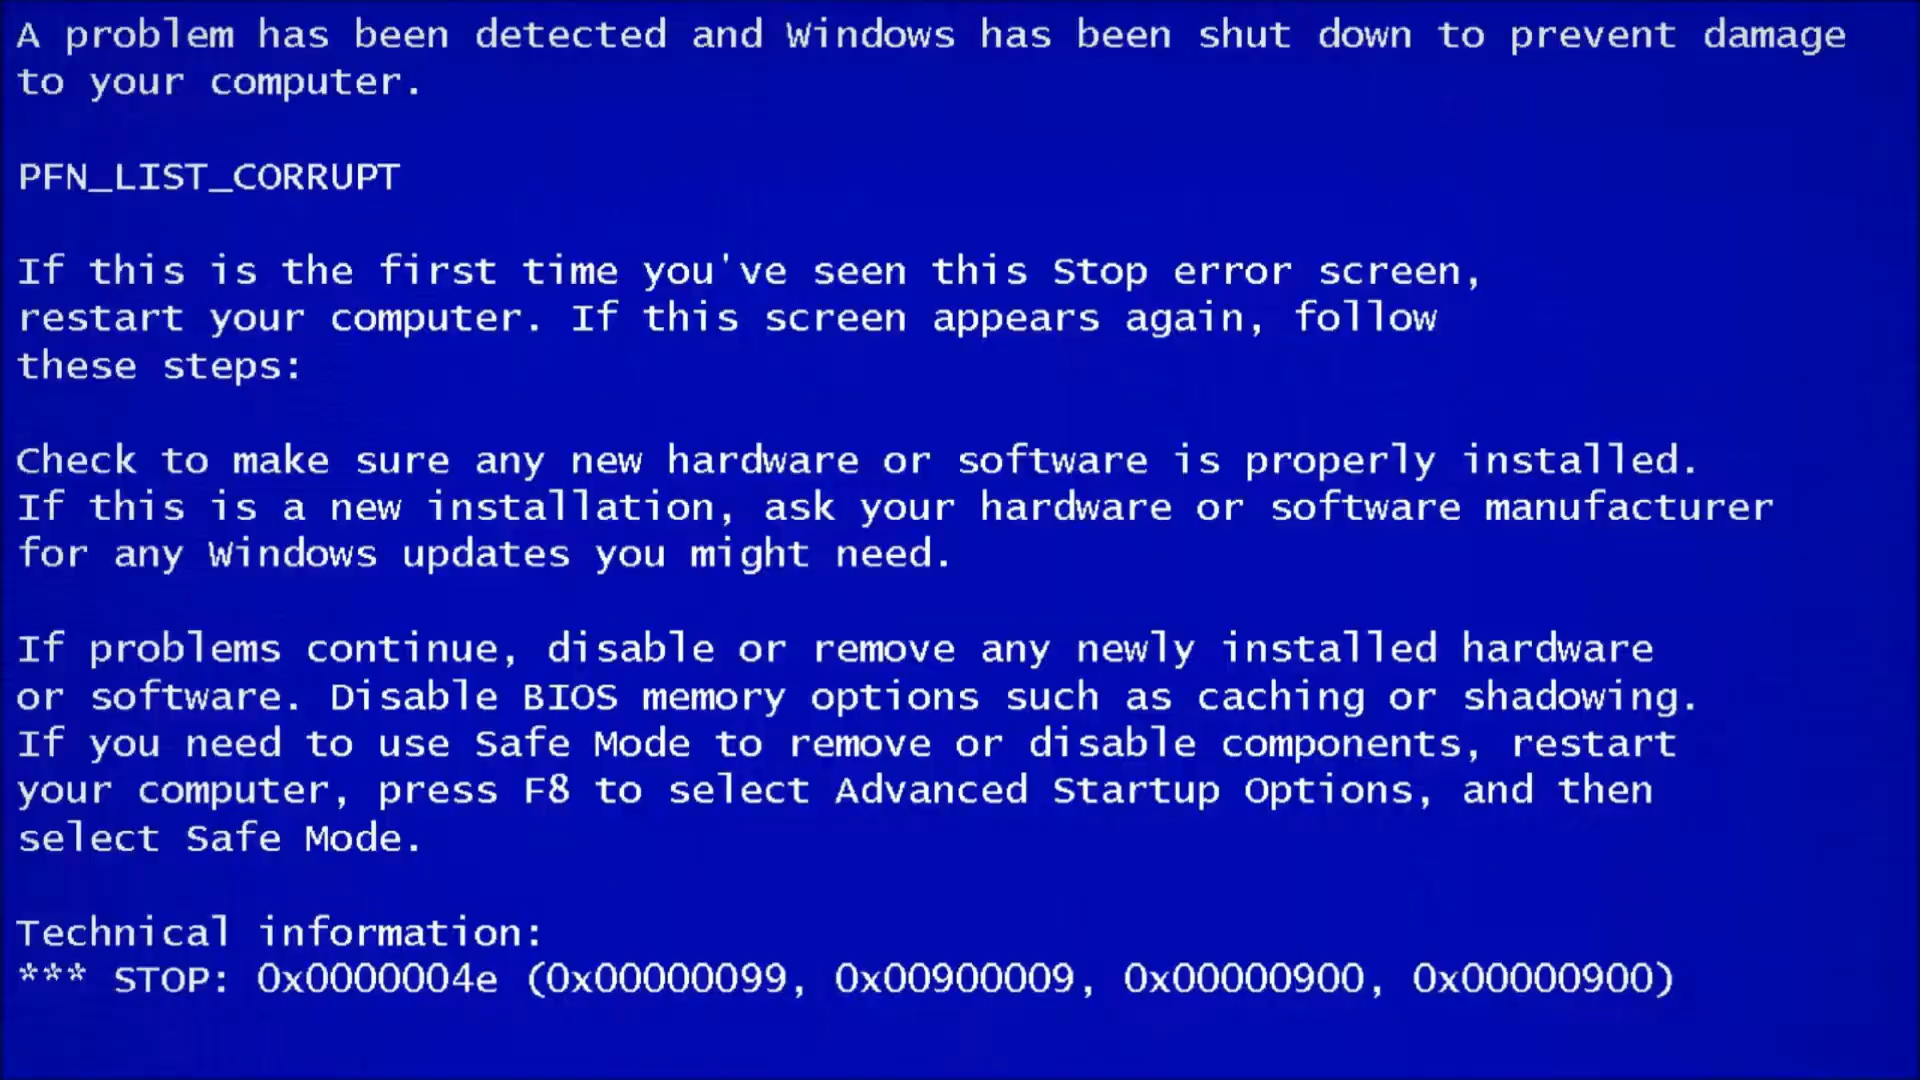 A problem has been detected and Windows has been shut down to prevent damage
to your computer.
PFN_LIST_CORRUPT
If this is the first time you've seen this Stop error screen,
restart your computer. If this screen appears again, follow
these steps:
Check to make sure any new hardware or software is properly installed.
If this is a new installation, ask your hardware or software manufacturer
for any Windows updates you might need.
If problems continue, disable or remove any newly installed hardware
or software. Disable BIOS memory options such as caching or shadowing.
If you need to use Safe Mode to remove or disable components, restart
your computer, press F8 to select Advanced Startup Options, and then
select Safe Mode.
Technical information:
*** STOP: 0x0000004e (0x00000099, 0x00900009, 0x00000900, 0x00000900)